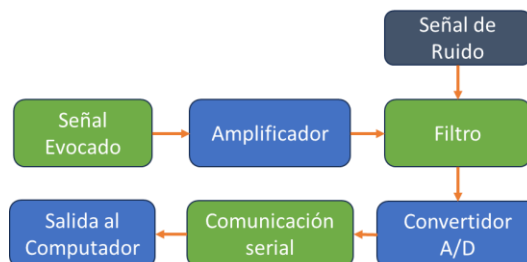 Señal de
Ruido
Señal
Evocado
Amplificador
Filtro
Salida al
Computador
Comunicación
serial
Convertidor
A/D